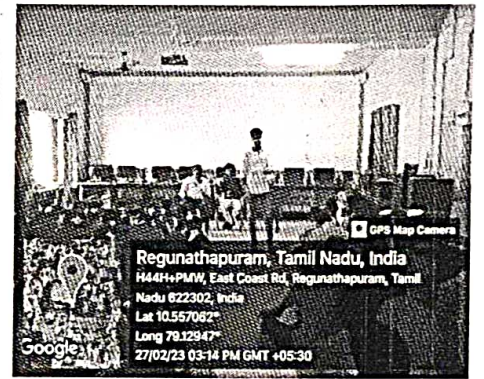 GPS Map Camera
Regunathapuram, Tamil Nadu, India
H44H+PMW, East Coast Rd, Regunathapuram, Tamil
Nadu 622302, India
Lat 10.557062°
Long 79.12947°
27/02/23 03:14 PM GMT +05:30
Google